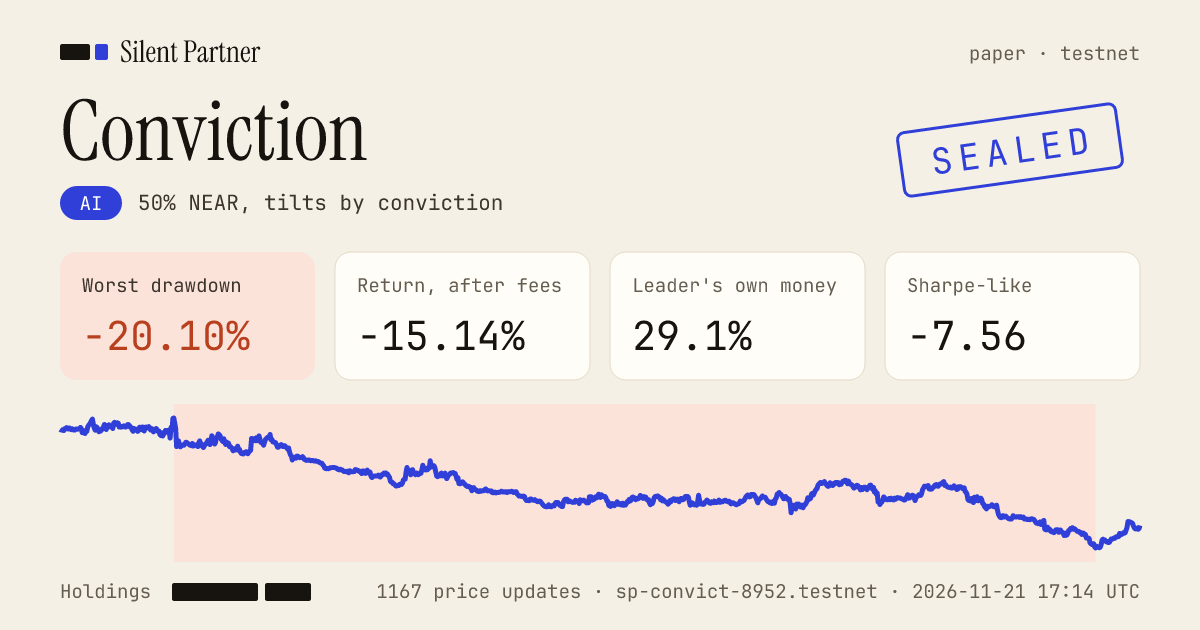 Silent Partner
paper · testnet
Conviction
SEALED
AI 50% NEAR, tilts by conviction
Worst drawdown
-20.10%
Return, after fees
-15.14%
Leader's own money
29.1%
Sharpe-like
-7.56
Holdings
1167 price updates · sp-convict-8952.testnet · 2026-11-21 17:14 UTC